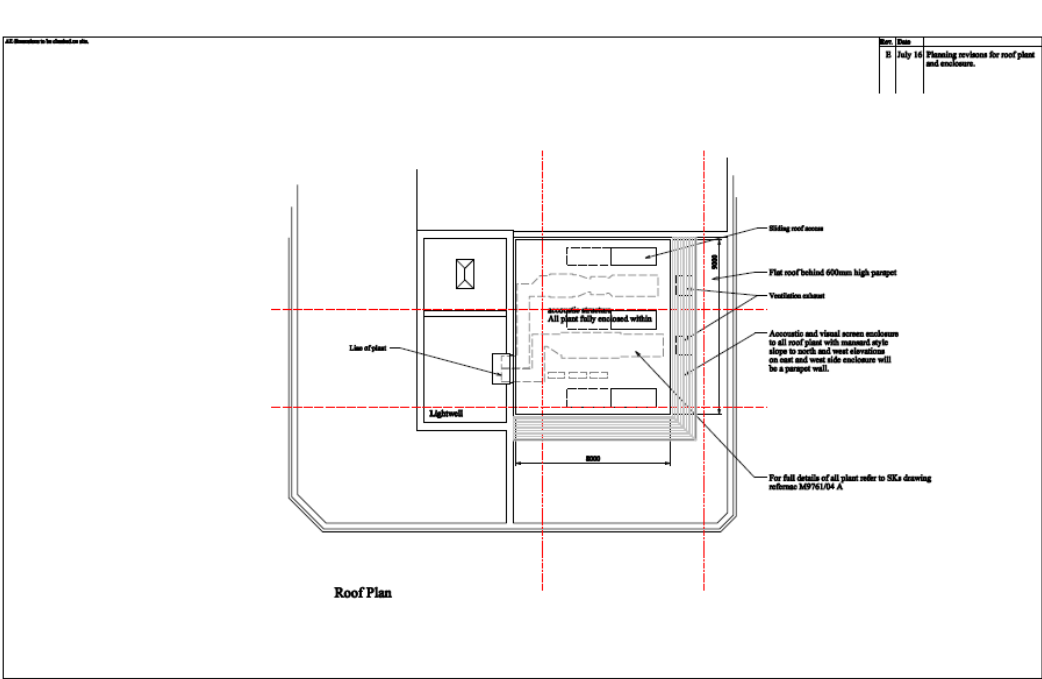 All Dimensions to be checked on site.
Rev. Date
E July 16 Planning revisons for roof plant
and enclosure.
Sliding roof access
9000
Flat roof behind 600mm high parapet
Ventilation exhaust
accoustic structure
All plant fully enclosed within
Accoustic and visual screen enclosure
to all roof plant with mansard style
slope to north and west elevations
on east and west side enclosure will
be a parapet wall.
Line of plant
Lightwell
8000
For full details of all plant refer to SKs drawing
refernac M9761/04 A
Roof Plan